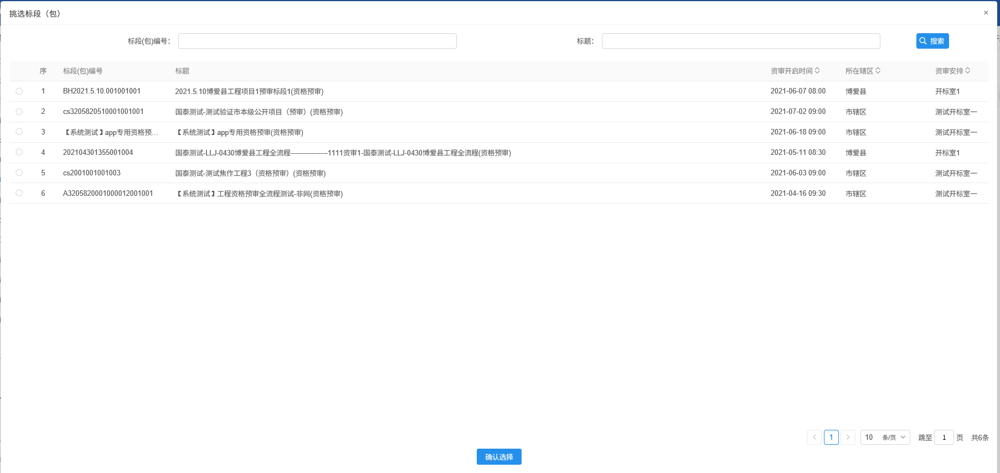 挑选标段（包） ×
标段(包)编号： 标题： 搜索
序 标段(包)编号 标题 资审开启时间 所在辖区 资审安排
1 BH2021.5.10.001001001 2021.5.10博爱县工程项目1预审标段1(资格预审) 2021-06-07 08:00 博爱县 开标室1
2 cs3205820510001001001 国泰测试-测试验证市本级公开项目（预审）(资格预审) 2021-07-02 09:00 市辖区 测试开标室一
3 【系统测试】app专用资格预... 【系统测试】app专用资格预审(资格预审) 2021-06-18 09:00 市辖区 测试开标室一
4 202104301355001004 国泰测试-LLJ-0430博爱县工程全流程----------------1111资审1-国泰测试-LLJ-0430博爱县工程全流程(资格预审) 2021-05-11 08:30 博爱县 开标室1
5 cs2001001001003 国泰测试-测试焦作工程3（资格预审）(资格预审) 2021-06-03 09:00 市辖区 测试开标室一
6 A3205820001000012001001 【系统测试】工程资格预审全流程测试-非网(资格预审) 2021-04-16 09:30 市辖区 测试开标室一
1 10 条/页 跳至 1 页 共6条
确认选择